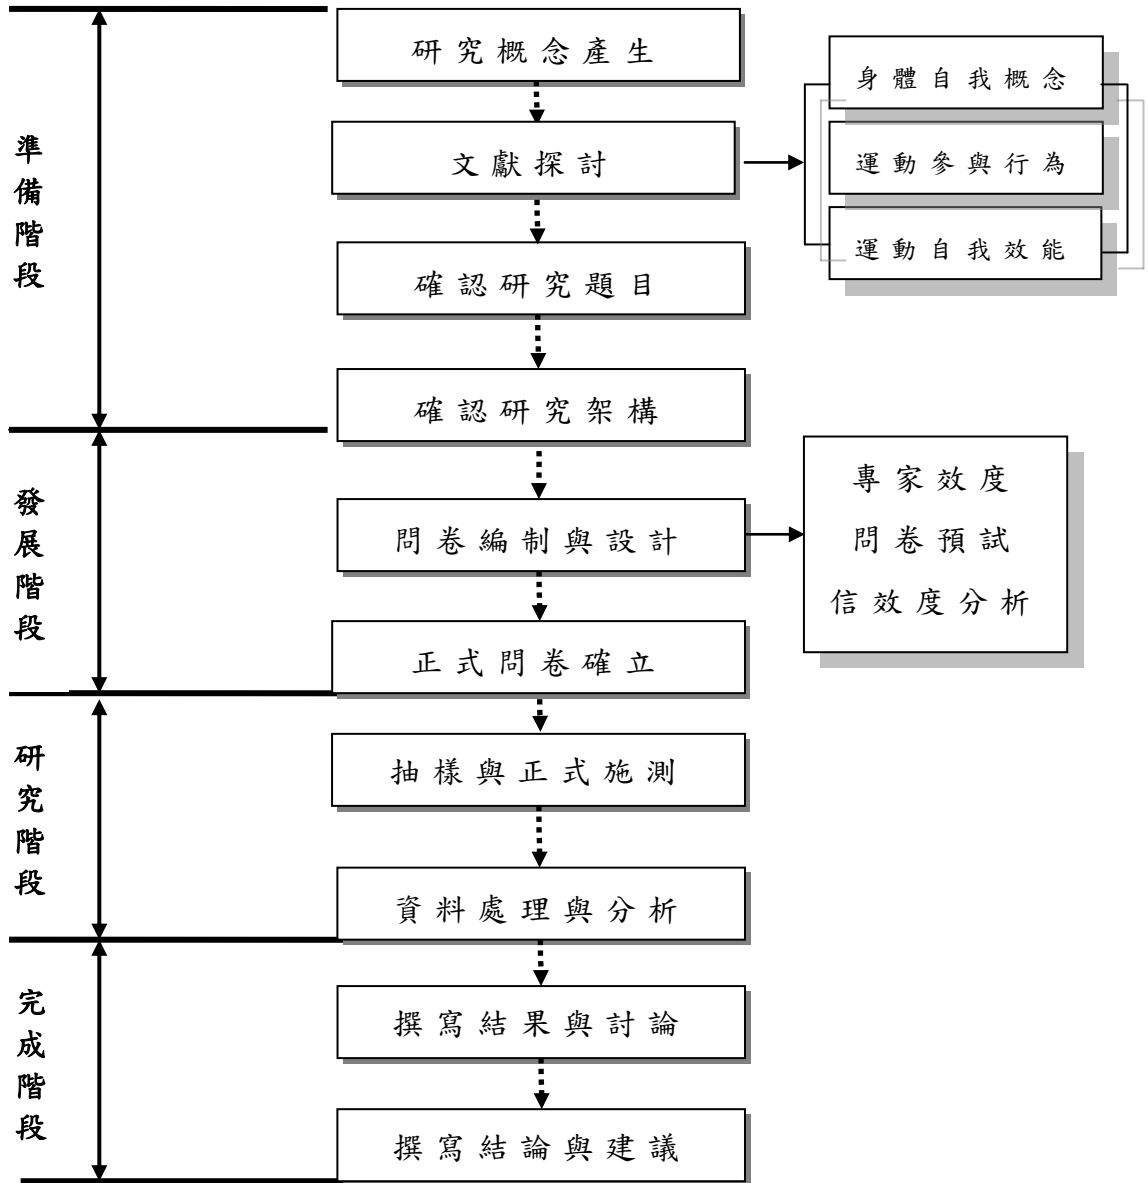 準備階段
研究概念產生
文獻探討
身體自我概念
運動參與行為
運動自我效能
確認研究題目
確認研究架構
發展階段
問卷編制與設計
專家效度
問卷預試
信效度分析
正式問卷確立
研究階段
抽樣與正式施測
資料處理與分析
完成階段
撰寫結果與討論
撰寫結論與建議